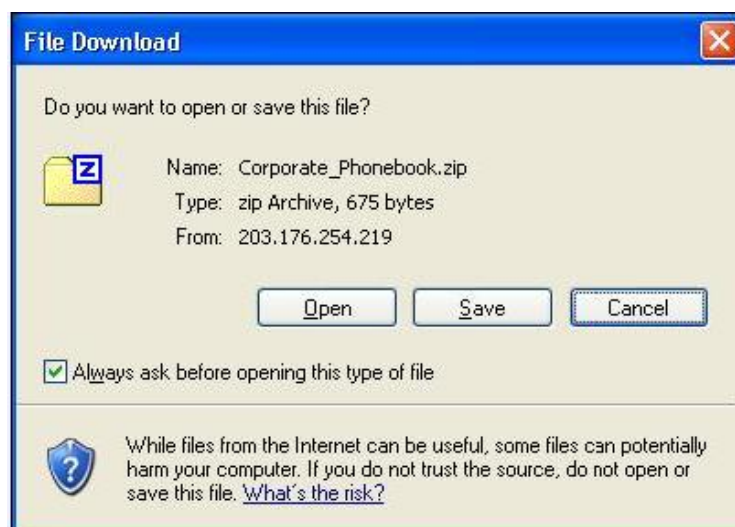 File Download
Do you want to open or save this file?
Z
Name: Corporate_Phonebook.zip
Type: zip Archive, 675 bytes
From: 203.176.254.219
Open Save Cancel
Always ask before opening this type of file
While files from the Internet can be useful, some files can potentially
harm your computer. If you do not trust the source, do not open or
save this file. What's the risk?